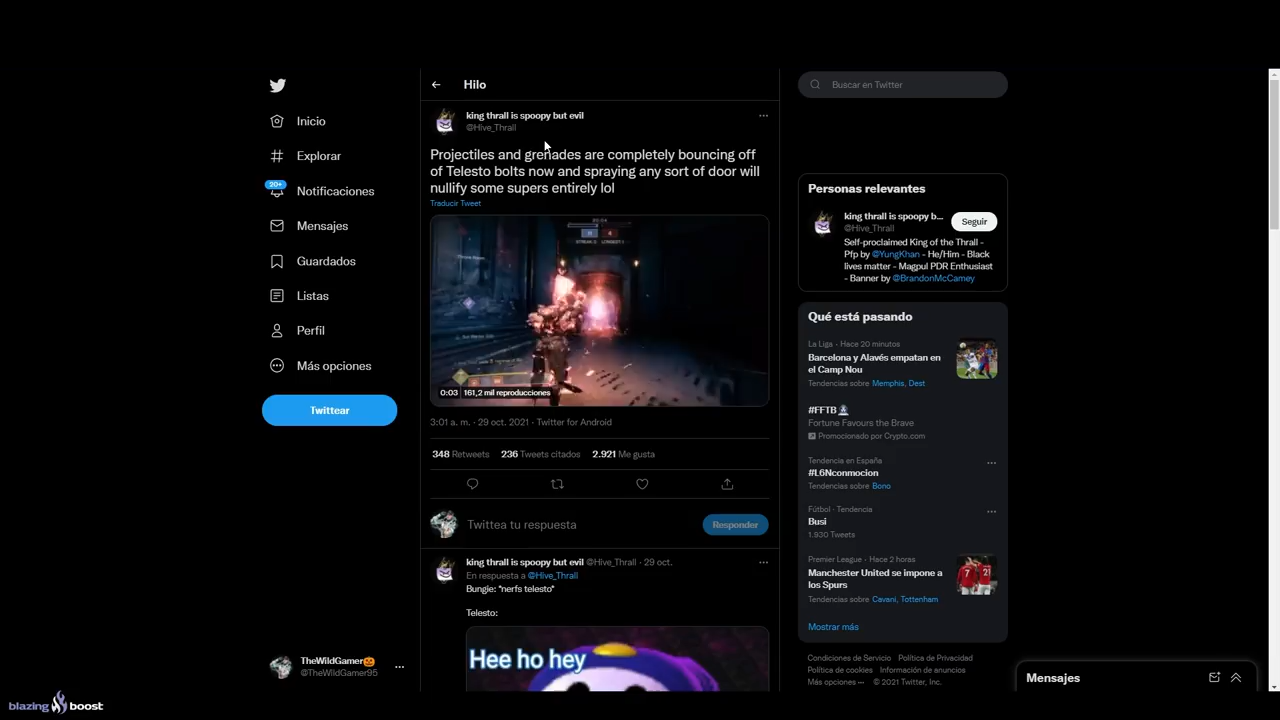 Inicio
Explorar
20+
Notificaciones
Mensajes
Guardados
Listas
Perfil
Más opciones
Twittear
TheWildGamer🎃
@TheWildGamer95
Hilo
king thrall is spoopy but evil
@Hive_Thrall
Projectiles and grenades are completely bouncing off
of Telesto bolts now and spraying any sort of door will
nullify some supers entirely lol
Traducir Tweet
0:03 | 161,2 mil reproducciones
3:01 a. m. · 29 oct. 2021 · Twitter for Android
348 Retweets 236 Tweets citados 2.921 Me gusta
Twittea tu respuesta
Responder
king thrall is spoopy but evil @Hive_Thrall · 29 oct.
En respuesta a @Hive_Thrall
Bungie: *nerfs telesto*
Telesto:
Hee ho hey
Buscar en Twitter
Personas relevantes
king thrall is spoopy b...
@Hive_Thrall
Seguir
Self-proclaimed King of the Thrall -
Pfp by @YungKhan - He/Him - Black
lives matter - Magpul PDR Enthusiast
- Banner by @BrandonMcCamey
Qué está pasando
La Liga · Hace 20 minutos
Barcelona y Alavés empatan en
el Camp Nou
Tendencias sobre Memphis, Dest
#FFTB
Fortune Favours the Brave
Promocionado por Crypto.com
Tendencia en España
#L6Nconmocion
Tendencias sobre Bono
Fútbol · Tendencia
Busi
1.930 Tweets
Premier League · Hace 2 horas
Manchester United se impone a
los Spurs
Tendencias sobre Cavani, Tottenham
Mostrar más
Condiciones de Servicio Política de Privacidad
Política de cookies Información de anuncios
Más opciones ··· © 2021 Twitter, Inc.
Mensajes
blazing boost